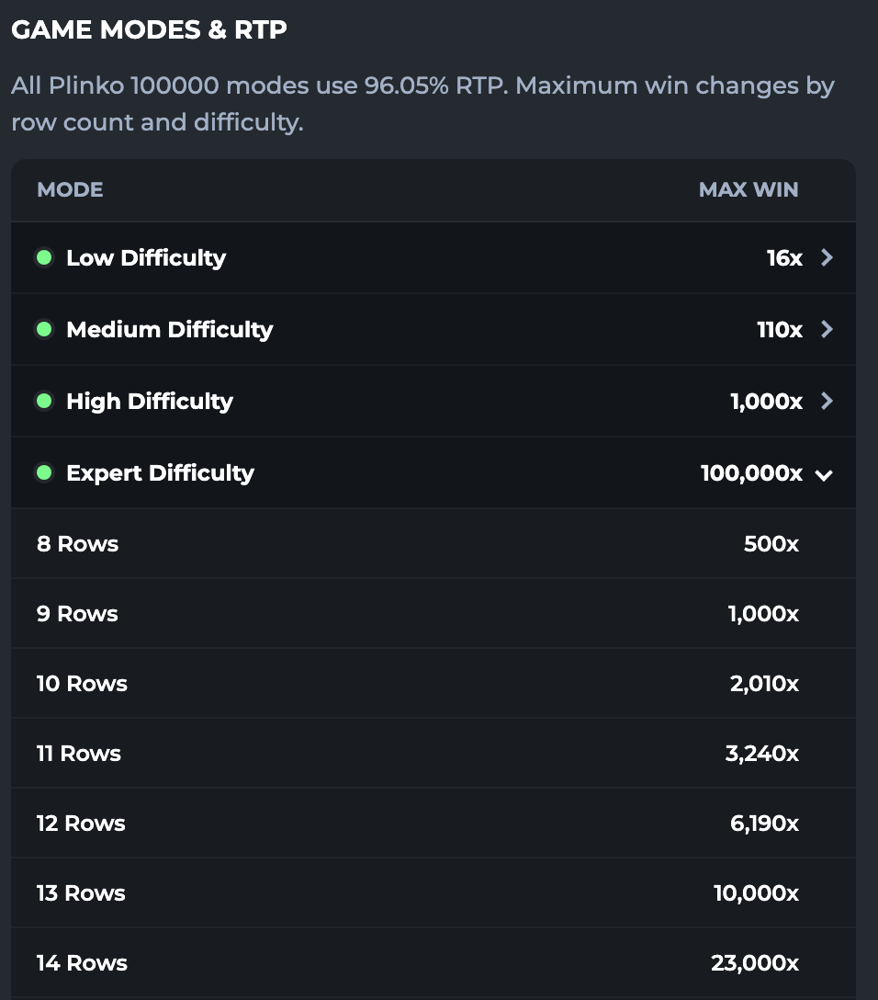 GAME MODES & RTP
All Plinko 100000 modes use 96.05% RTP. Maximum win changes by
row count and difficulty.
MODE MAX WIN
Low Difficulty 16x
Medium Difficulty 110x
High Difficulty 1,000x
Expert Difficulty 100,000x
8 Rows 500x
9 Rows 1,000x
10 Rows 2,010x
11 Rows 3,240x
12 Rows 6,190x
13 Rows 10,000x
14 Rows 23,000x